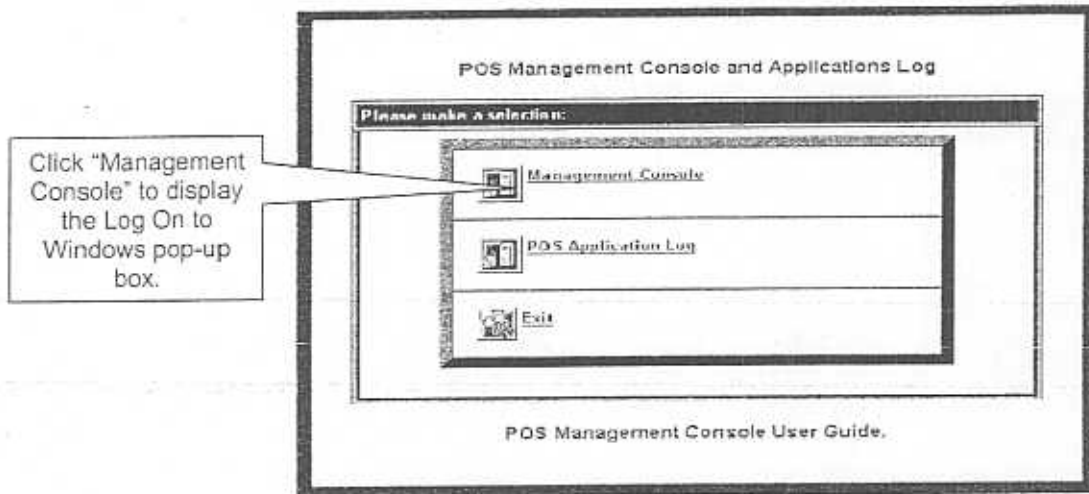 POS Management Console and Applications Log
Please make a selection:
Click “Management
Console” to display
the Log On to
Windows pop-up
box.
Management Console
POS Application Log
Exit
POS Management Console User Guide.